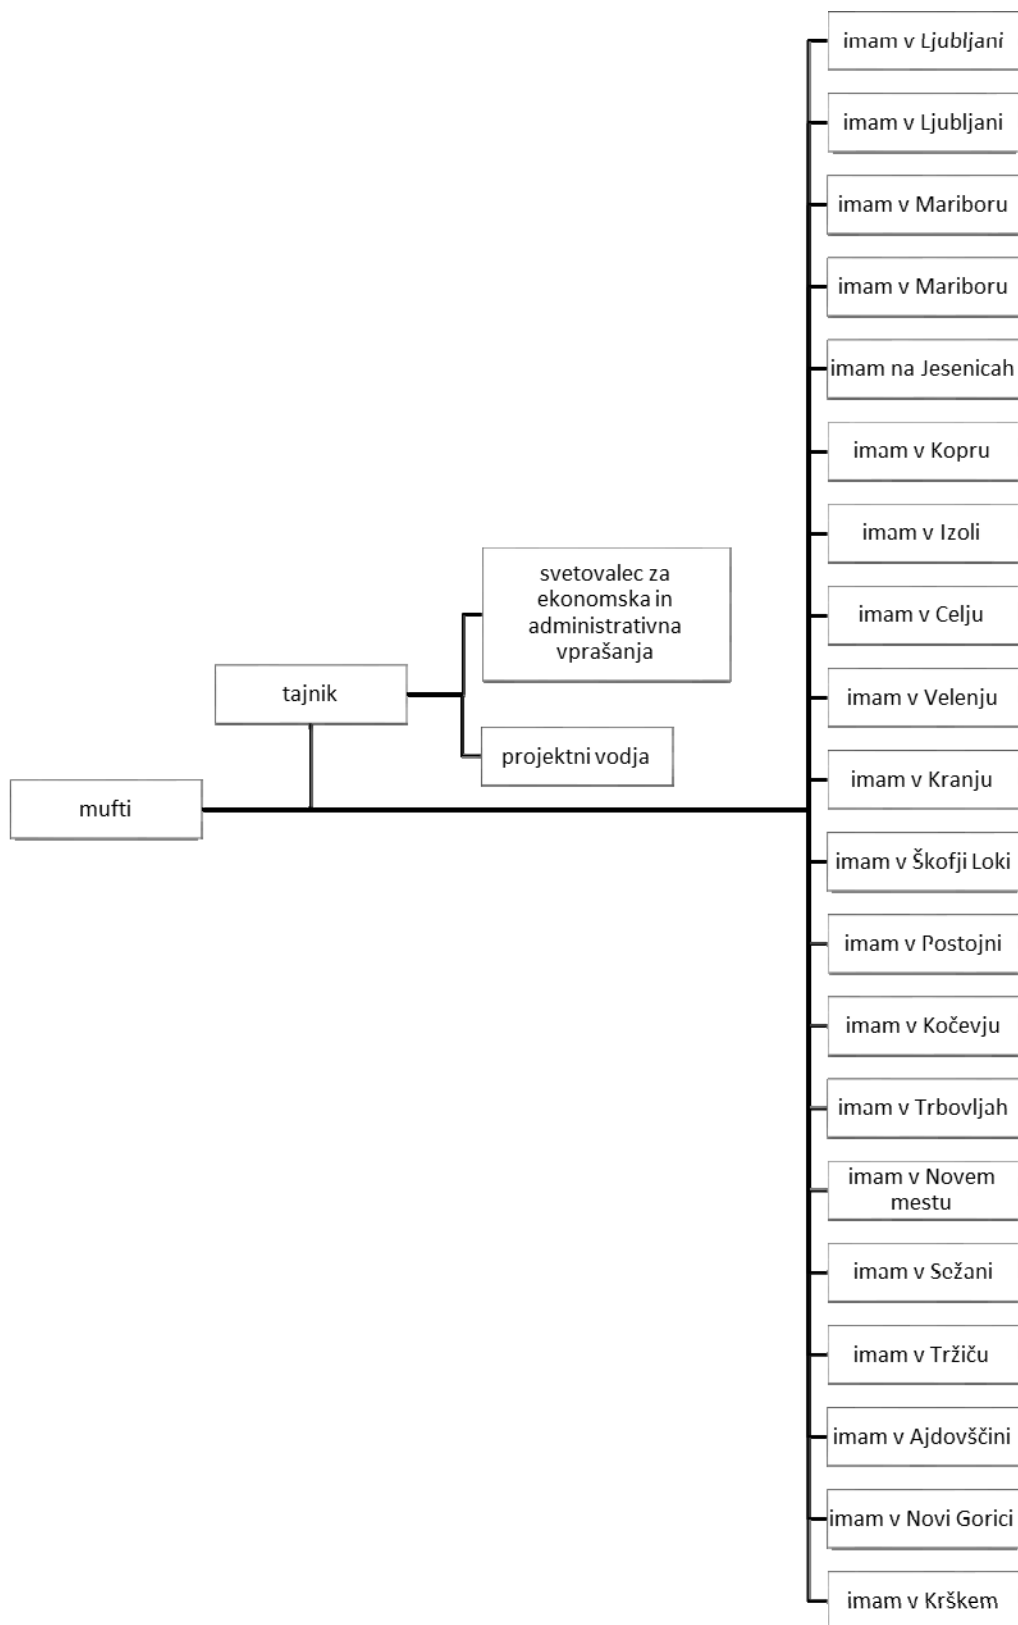 mufti
tajnik
svetovalec za
ekonomska in
administrativna
vprašanja
projektni vodja
imam v Ljubljani
imam v Ljubljani
imam v Mariboru
imam v Mariboru
imam na Jesenicah
imam v Kopru
imam v Izoli
imam v Celju
imam v Velenju
imam v Kranju
imam v Škofji Loki
imam v Postojni
imam v Kočevju
imam v Trbovljah
imam v Novem
mestu
imam v Sežani
imam v Tržiču
imam v Ajdovščini
imam v Novi Gorici
imam v Krškem